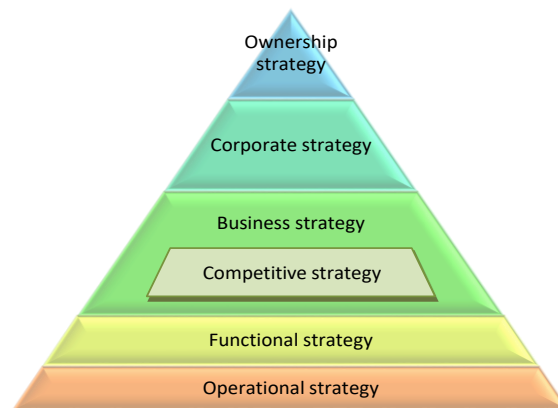 Ownership
strategy
Corporate strategy
Business strategy
Competitive strategy
Functional strategy
Operational strategy